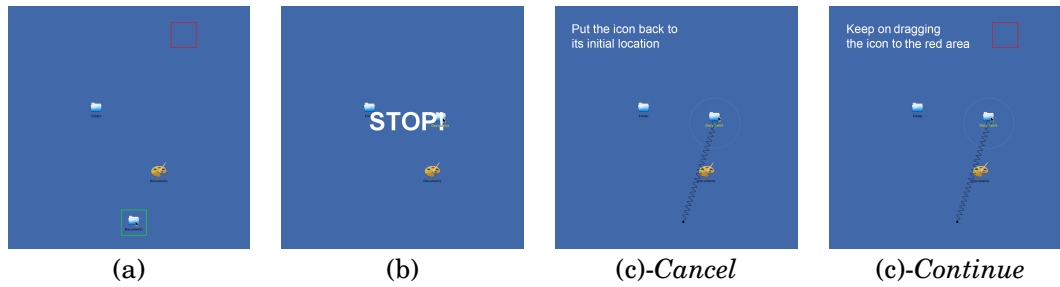 STOP!
Put the icon back to
its initial location
Keep on dragging
the icon to the red area
(a)
(b)
(c)-Cancel
(c)-Continue